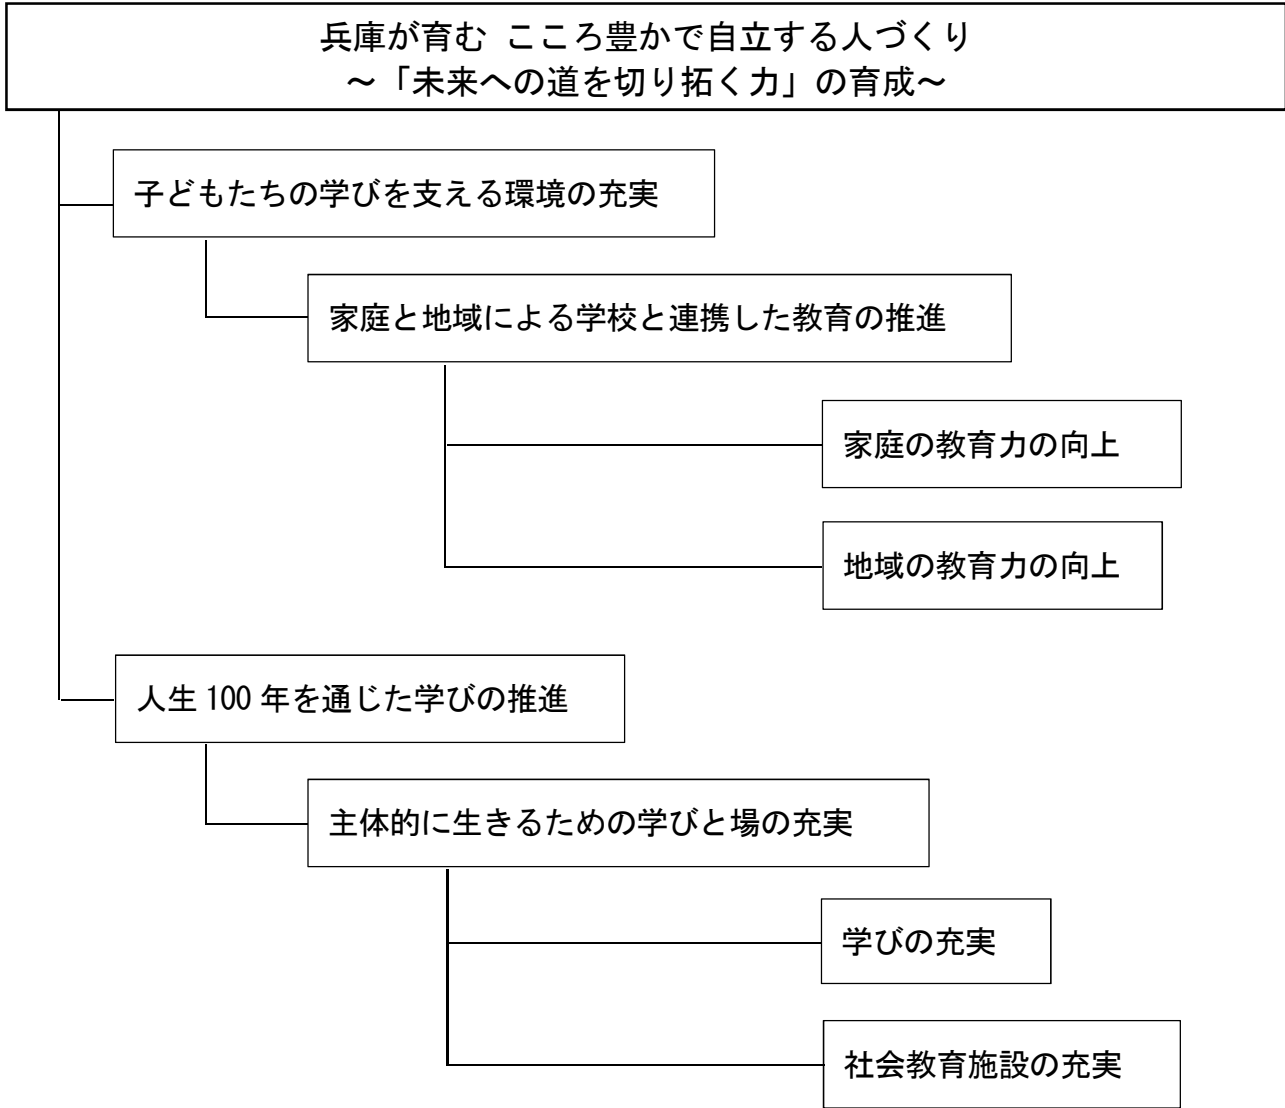 兵庫が育む こころ豊かで自立する人づくり
～「未来への道を切り拓く力」の育成～
子どもたちの学びを支える環境の充実
家庭と地域による学校と連携した教育の推進
家庭の教育力の向上
地域の教育力の向上
人生 100 年を通じた学びの推進
主体的に生きるための学びと場の充実
学びの充実
社会教育施設の充実